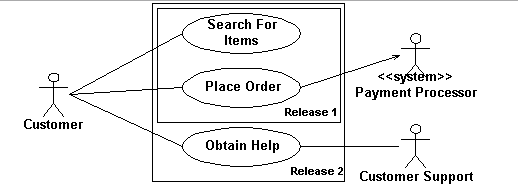 Search For
Items
<<system>>
Payment Processor
Place Order
Release 1
Customer
Obtain Help
Release 2
Customer Support